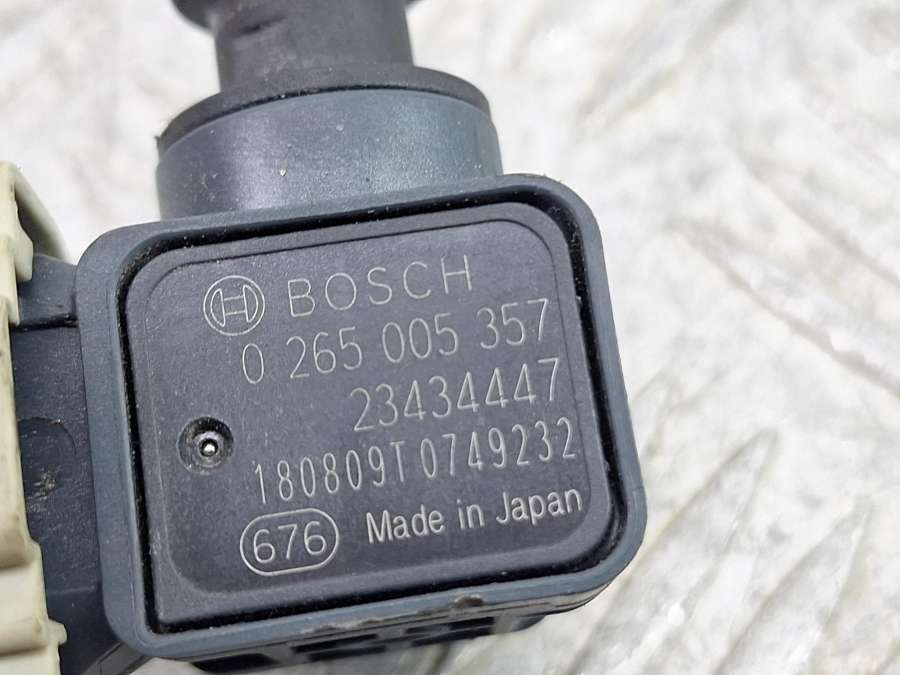 BOSCH
0 265 005 357
23434447
180809T0749232
676 Made in Japan